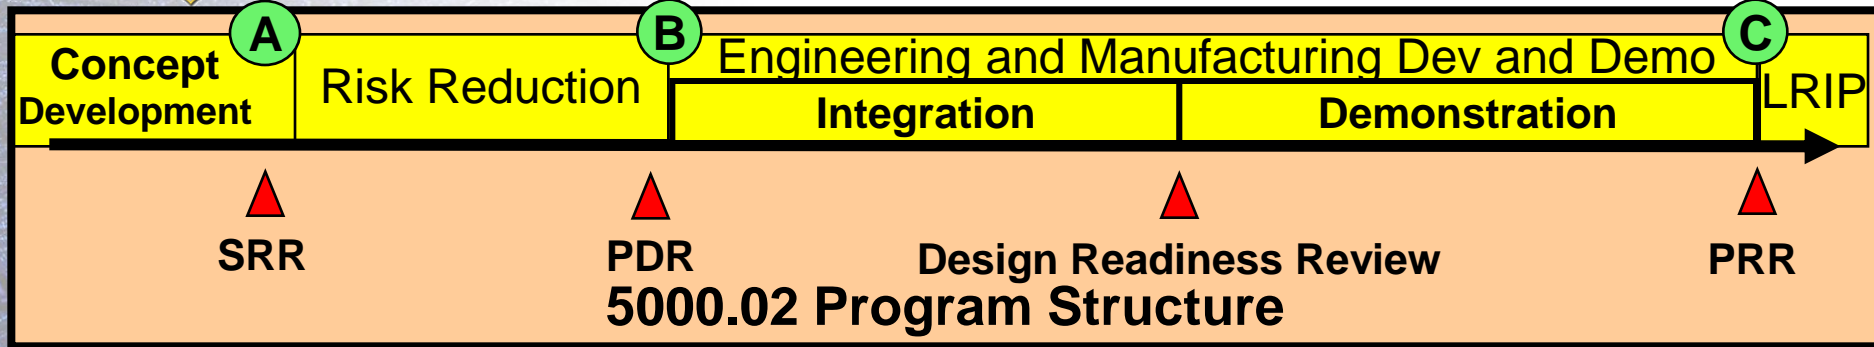 A
B
C
Concept
Development
Risk Reduction
Engineering and Manufacturing Dev and Demo
Integration
Demonstration
LRIP
SRR
PDR
Design Readiness Review
PRR
5000.02 Program Structure